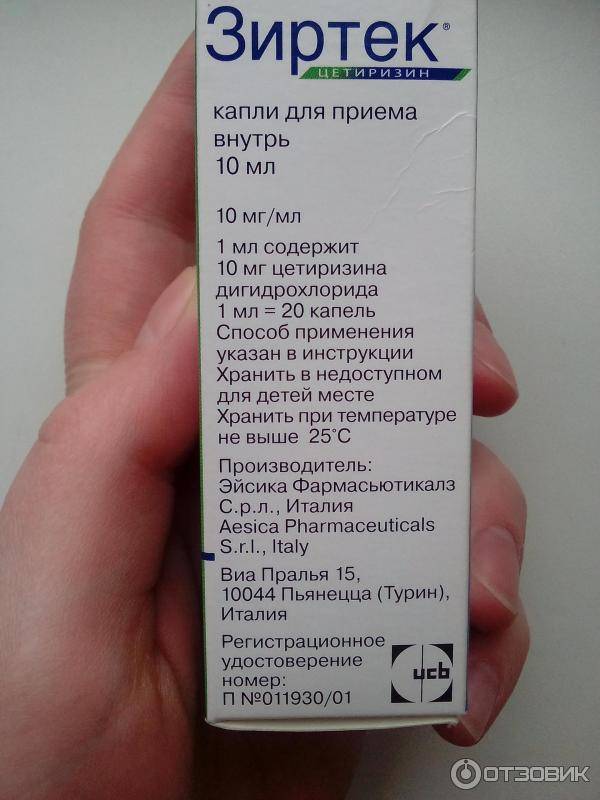 Зиртек®
ЦЕТИРИЗИН
капли для приема
внутрь
10 мл
10 мг/мл
1 мл содержит
10 мг цетиризина
дигидрохлорида
1 мл = 20 капель
Способ применения
указан в инструкции
Хранить в недоступном
для детей месте
Хранить при температуре
не выше 25°С
Производитель:
Эйсика Фармасьютикалз
С.р.л., Италия
Aesica Pharmaceuticals
S.r.l., Italy
Виа Пралья 15,
10044 Пьянецца (Турин),
Италия
Регистрационное
удостоверение
номер:
П №011930/01
ucb
ОТЗОВИК